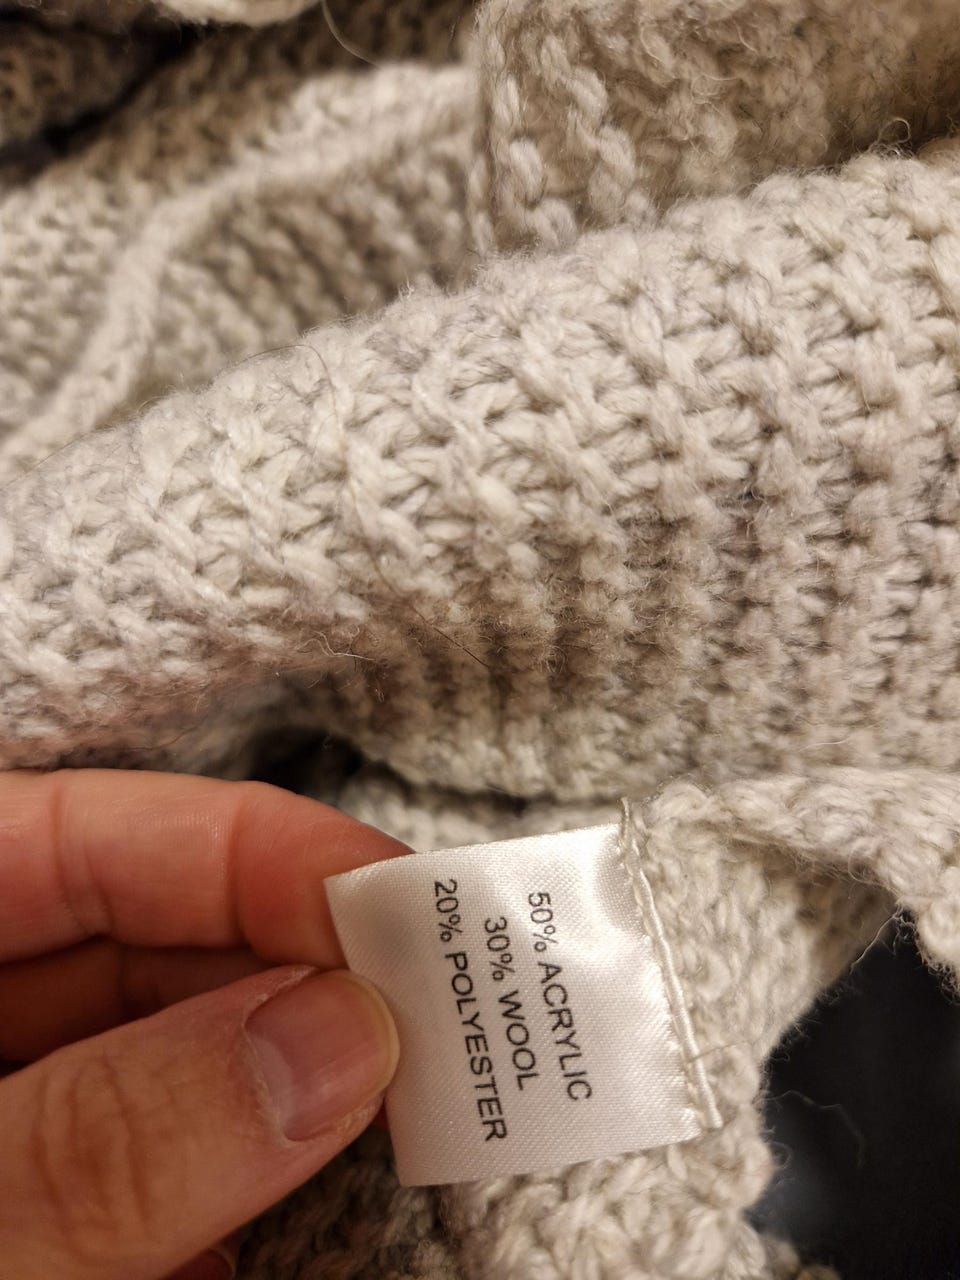 50% ACRYLIC
30% WOOL
20% POLYESTER